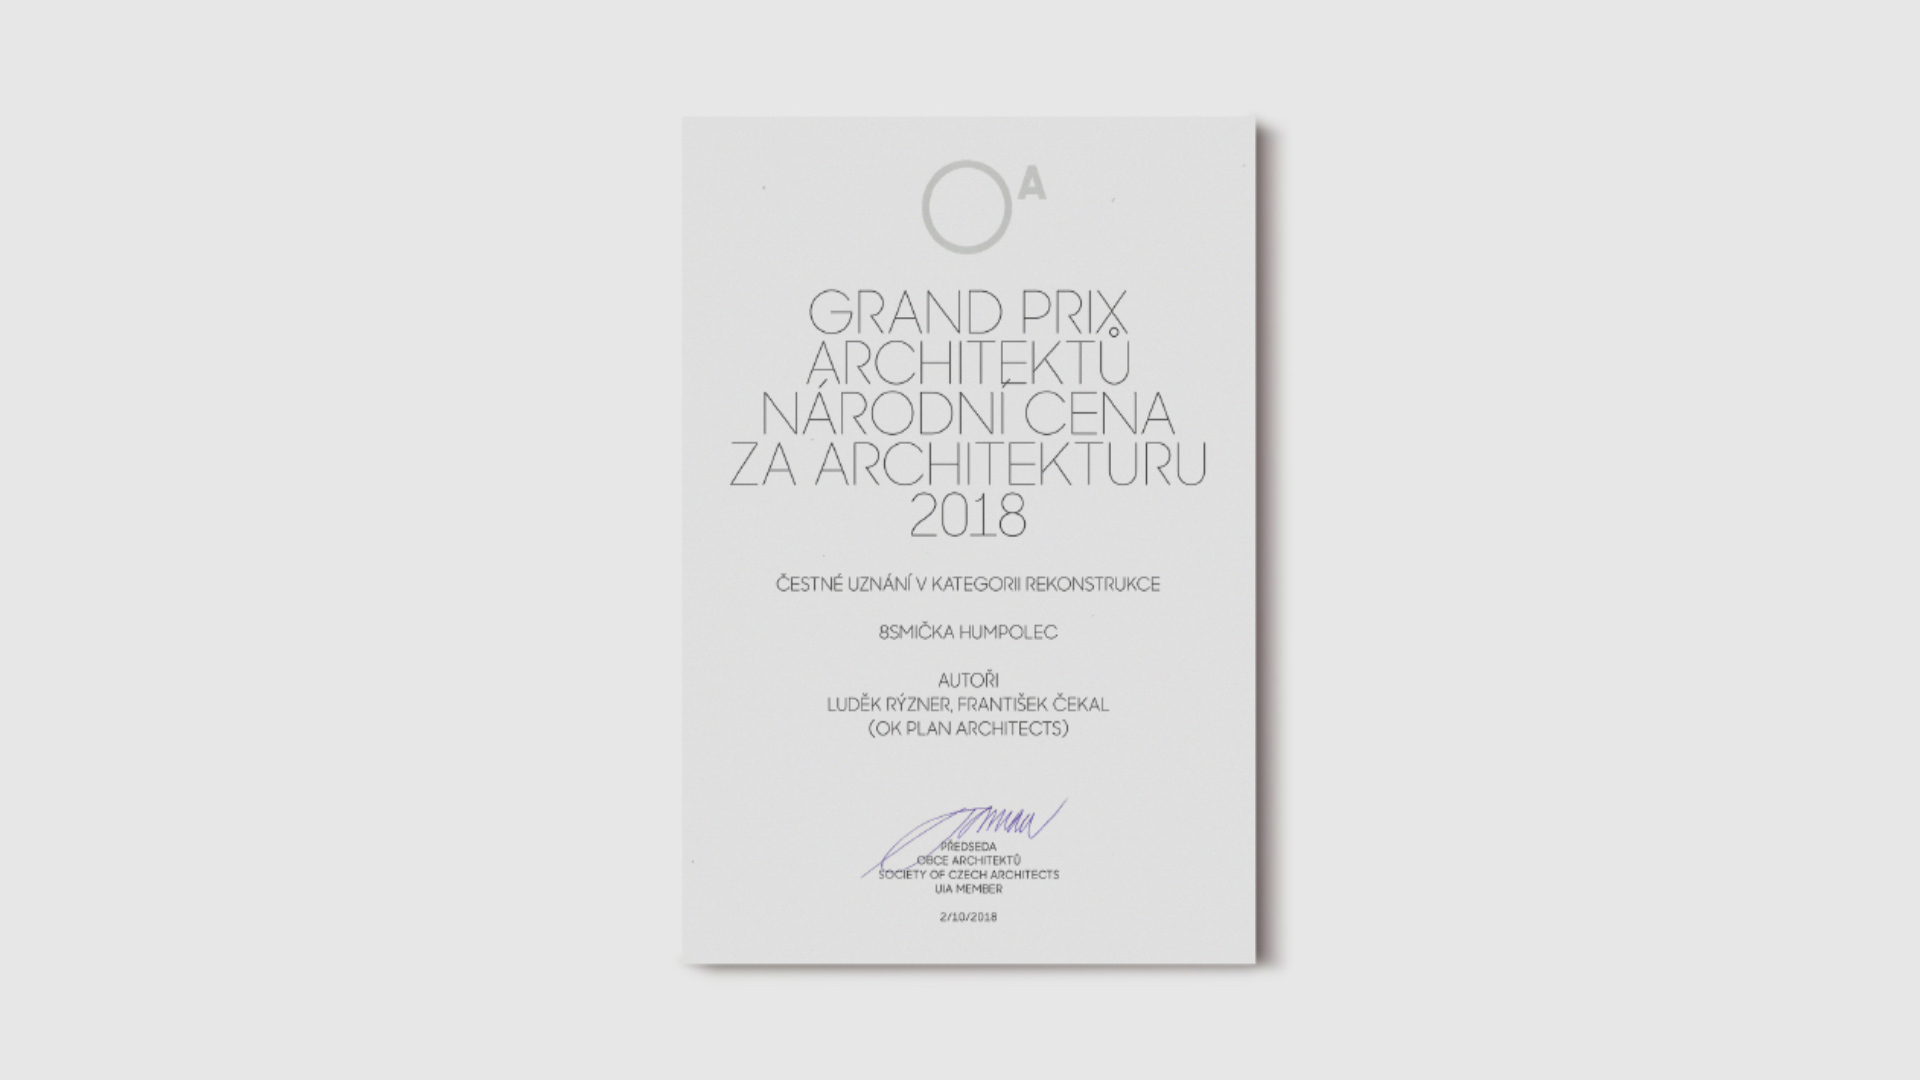 OA
GRAND PRIX
ARCHITEKTŮ
NÁRODNÍ CENA
ZA ARCHITEKTURU
2018
ČESTNÉ UZNÁNÍ V KATEGORII REKONSTRUKCE
8SMIČKA HUMPOLEC
AUTOŘI
LUDĚK RÝZNER, FRANTIŠEK ČEKAL
(OK PLAN ARCHITECTS)
PŘEDSEDA
OBCE ARCHITEKTŮ
SOCIETY OF CZECH ARCHITECTS
UIA MEMBER
2/10/2018